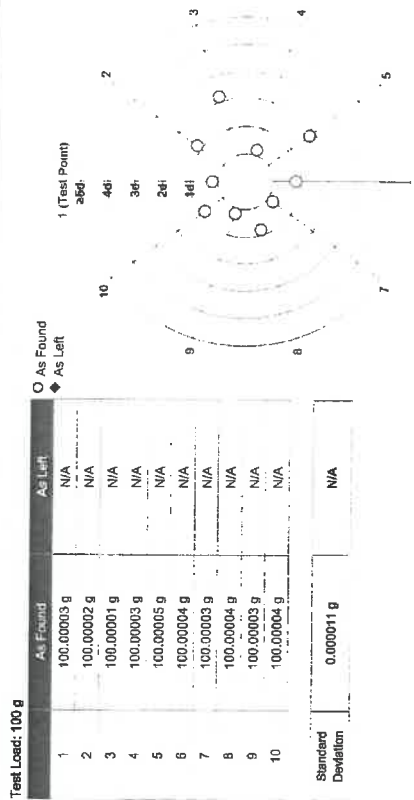 Test Load: 100 g
As Found As Left
1 100.00003 g N/A
2 100.00002 g N/A
3 100.00001 g N/A
4 100.00003 g N/A
5 100.00005 g N/A
6 100.00004 g N/A
7 100.00003 g N/A
8 100.00004 g N/A
9 100.00003 g N/A
10 100.00004 g N/A
Standard
Deviation 0.000011 g N/A
As Found
As Left
1 (Test Point)
≥5d
4d
3d
2d
1d
2
3
4
5
7
8
9
10